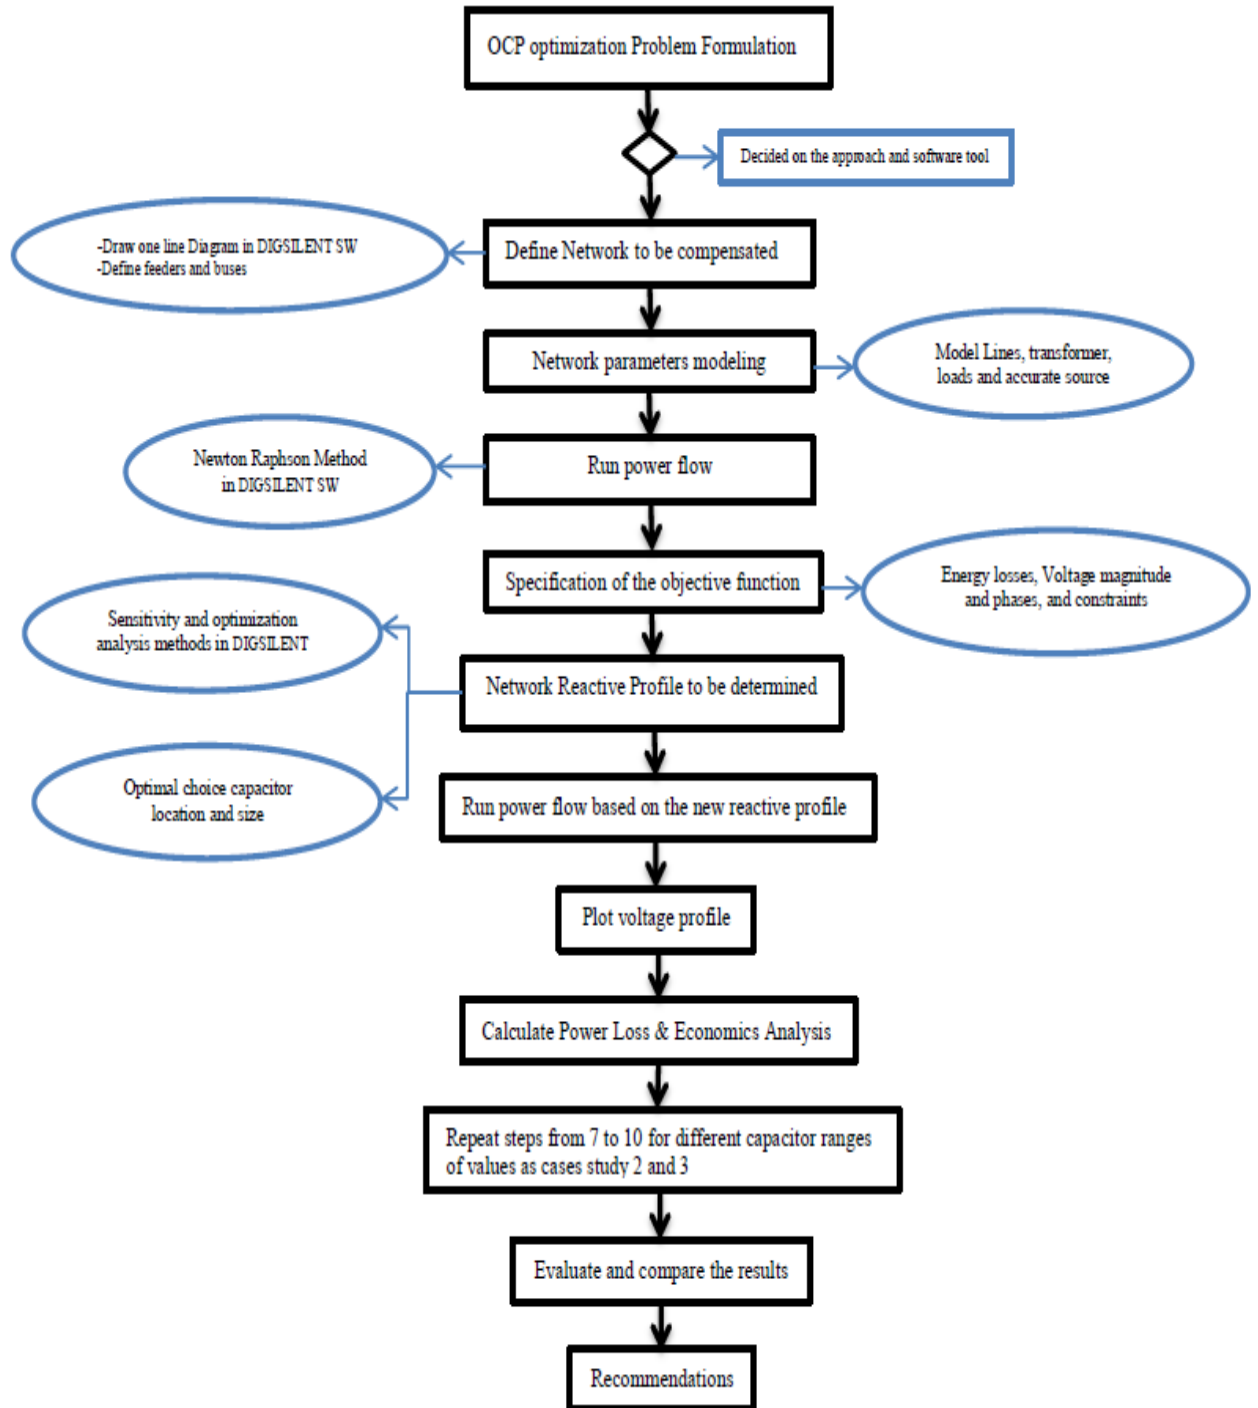 OCP optimization Problem Formulation
Decided on the approach and software tool
-Draw one line Diagram in DIGSILENT SW
-Define feeders and buses
Define Network to be compensated
Network parameters modeling
Model Lines, transformer,
loads and accurate source
Newton Raphson Method
in DIGSILENT SW
Run power flow
Specification of the objective function
Energy losses, Voltage magnitude
and phases, and constraints
Sensitivity and optimization
analysis methods in DIGSILENT
Network Reactive Profile to be determined
Optimal choice capacitor
location and size
Run power flow based on the new reactive profile
Plot voltage profile
Calculate Power Loss & Economics Analysis
Repeat steps from 7 to 10 for different capacitor ranges
of values as cases study 2 and 3
Evaluate and compare the results
Recommendations